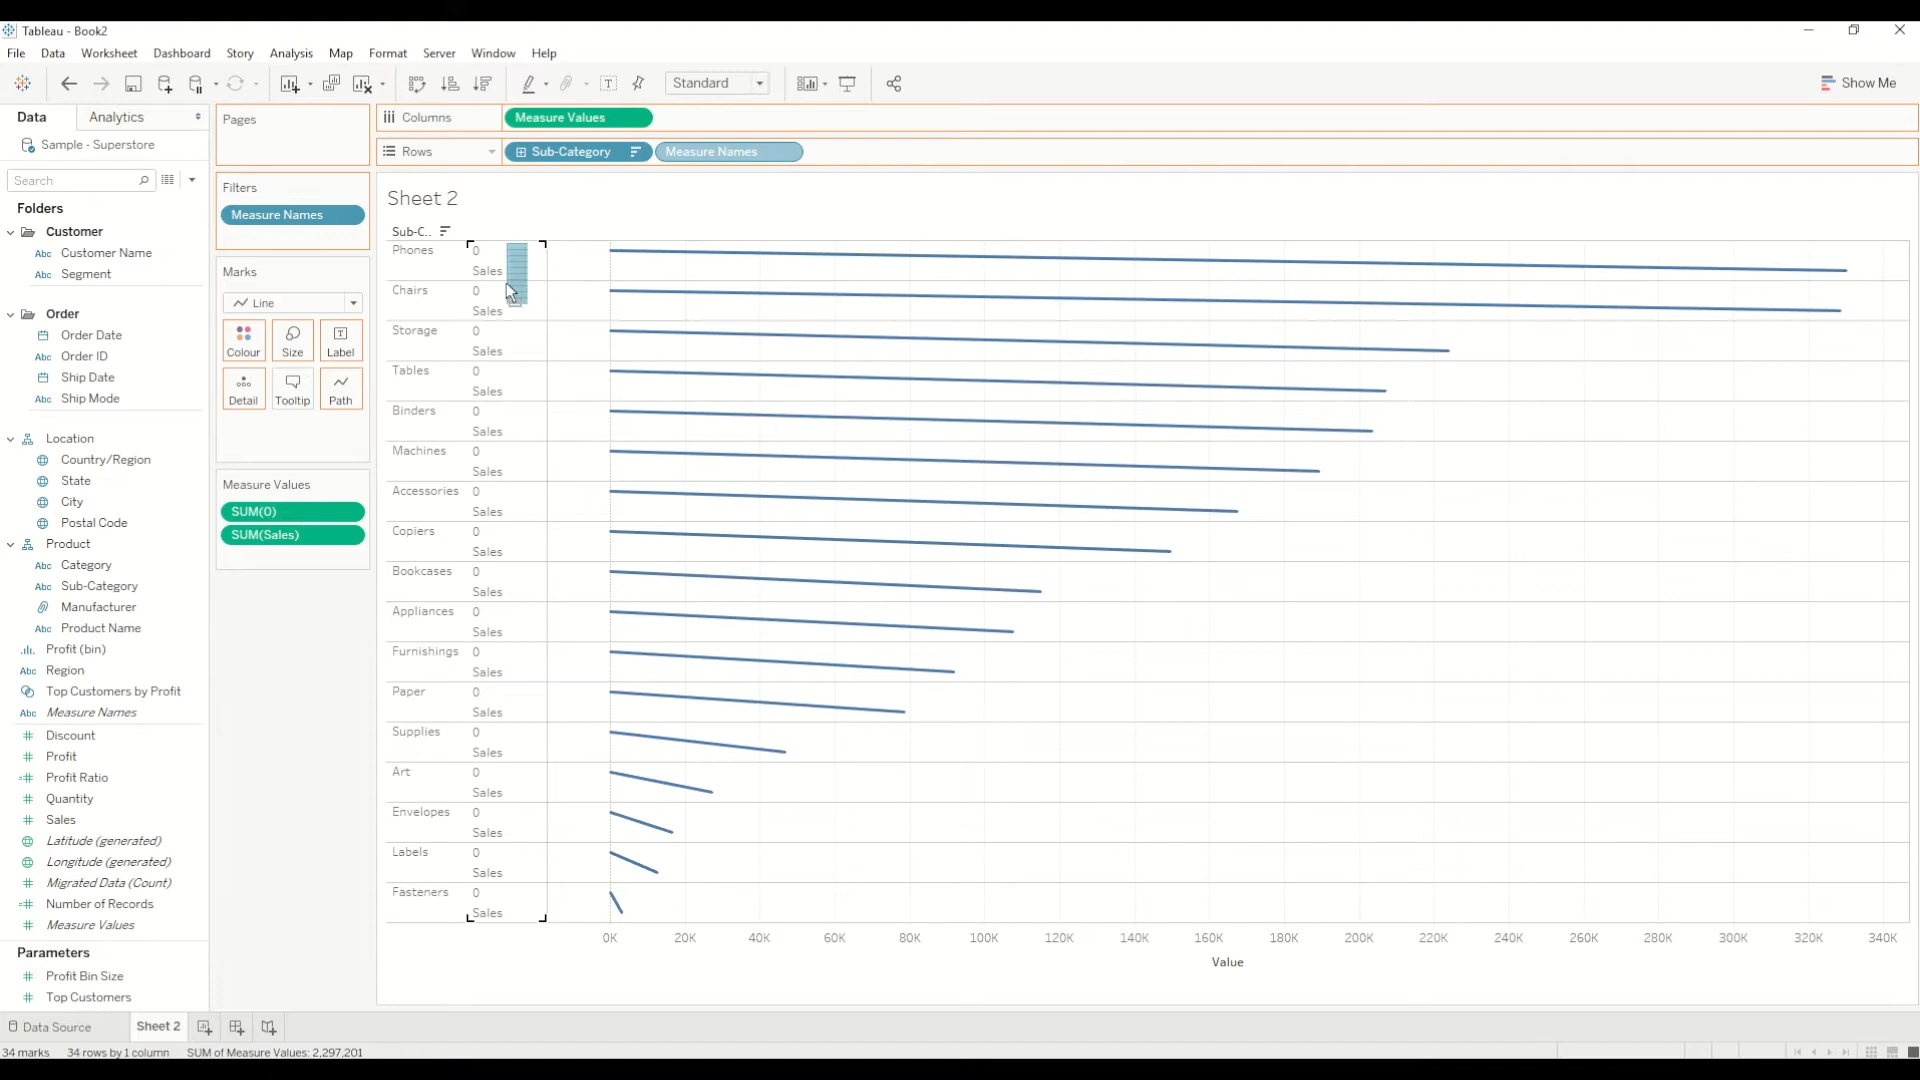 Tableau - Book2
File Data Worksheet Dashboard Story Analysis Map Format Server Window Help
Standard
Show Me
Data Analytics
Sample - Superstore
Search
Folders
Customer
Abc Customer Name
Abc Segment
Order
Order Date
Abc Order ID
Ship Date
Abc Ship Mode
Location
Country/Region
State
City
Postal Code
Product
Abc Category
Abc Sub-Category
Manufacturer
Abc Product Name
Profit (bin)
Abc Region
Top Customers by Profit
Abc Measure Names
# Discount
# Profit
=# Profit Ratio
# Quantity
# Sales
Latitude (generated)
Longitude (generated)
# Migrated Data (Count)
=# Number of Records
# Measure Values
Parameters
# Profit Bin Size
# Top Customers
Pages
Filters
Measure Names
Marks
Line
Colour Size Label
Detail Tooltip Path
Measure Values
SUM(0)
SUM(Sales)
Columns Measure Values
Rows Sub-Category Measure Names
Sheet 2
Sub-C..
Phones 0
Sales
Chairs 0
Sales
Storage 0
Sales
Tables 0
Sales
Binders 0
Sales
Machines 0
Sales
Accessories 0
Sales
Copiers 0
Sales
Bookcases 0
Sales
Appliances 0
Sales
Furnishings 0
Sales
Paper 0
Sales
Supplies 0
Sales
Art 0
Sales
Envelopes 0
Sales
Labels 0
Sales
Fasteners 0
Sales
0K 20K 40K 60K 80K 100K 120K 140K 160K 180K 200K 220K 240K 260K 280K 300K 320K 340K
Value
Data Source Sheet 2
34 marks 34 rows by 1 column SUM of Measure Values: 2,297,201